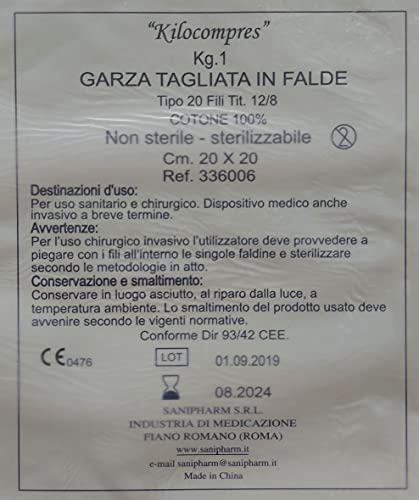 "Kilocompres"
Kg.1
GARZA TAGLIATA IN FALDE
Tipo 20 Fili Tit. 12/8
COTONE 100%
Non sterile - sterilizzabile
2
Cm. 20 X 20
Ref. 336006
Destinazioni d'uso:
Per uso sanitario e chirurgico. Dispositivo medico anche
invasivo a breve termine.
Avvertenze:
Per l'uso chirurgico invasivo l'utilizzatore deve provvedere a
piegare con i fili all'interno le singole faldine e sterilizzare
secondo le metodologie in atto.
Conservazione e smaltimento:
Conservare in luogo asciutto, al riparo dalla luce, a
temperatura ambiente. Lo smaltimento del prodotto usato deve
avvenire secondo le vigenti normative.
Conforme Dir 93/42 CEE.
CE0476 LOT 01.09.2019
08.2024
SANIPHARM S.R.L.
INDUSTRIA DI MEDICAZIONE
FIANO ROMANO (ROMA)
www.sanipharm.it
e-mail sanipharm@sanipharm.it
Made in China